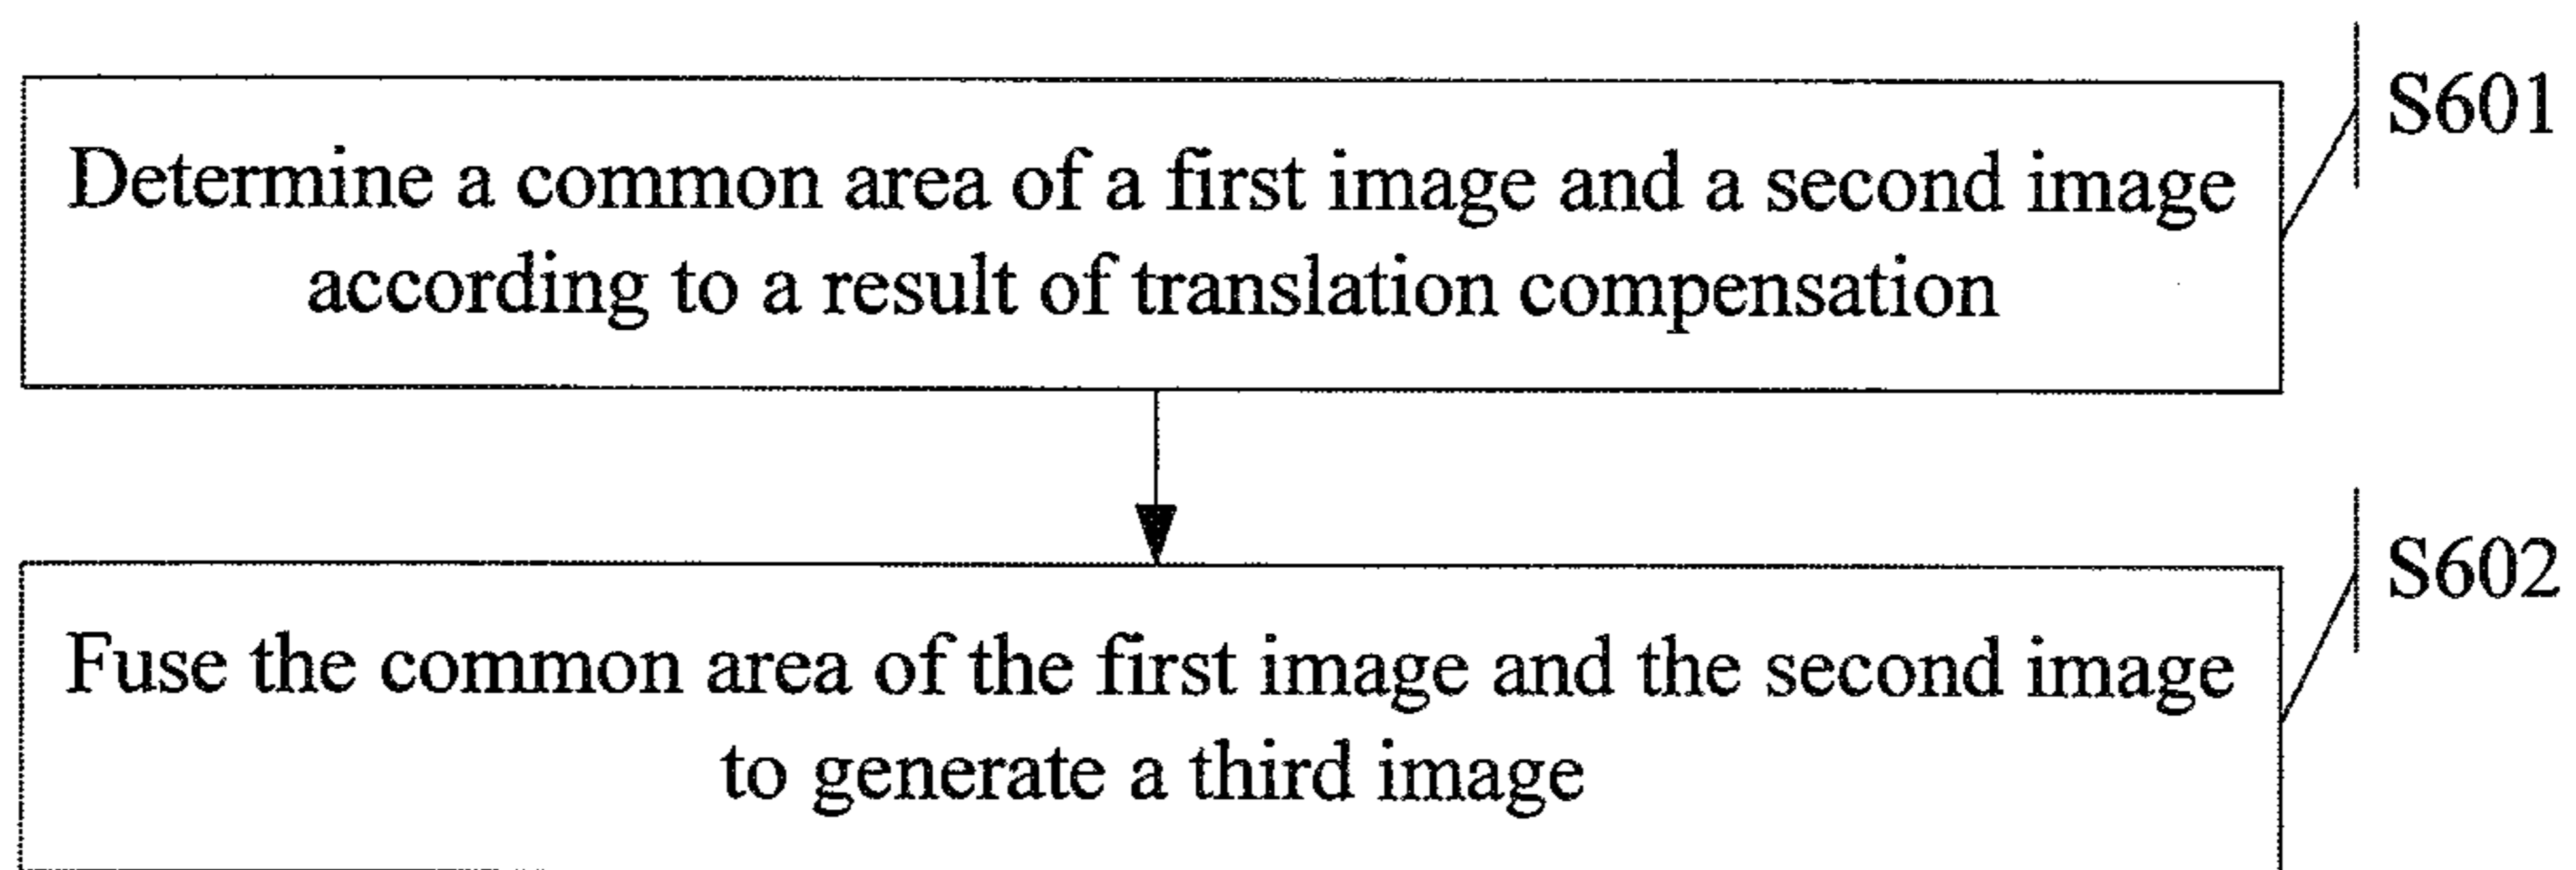 S601
Determine a common area of a first image and a second image
according to a result of translation compensation
S602
Fuse the common area of the first image and the second image
to generate a third image